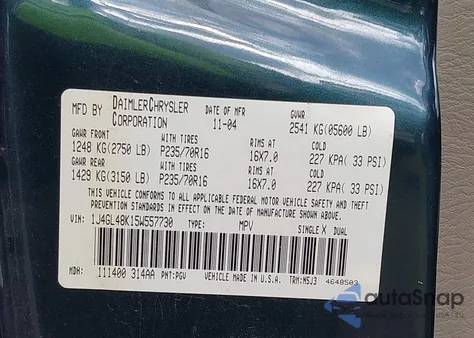 MFD BY DAIMLERCHRYSLER CORPORATION DATE OF MFR 11-04 GVWR 2541 KG(05600 LB)
GAWR FRONT WITH TIRES RIMS AT COLD
1248 KG(2750 LB) P235/70R16 16X7.0 227 KPA( 33 PSI)
GAWR REAR WITH TIRES RIMS AT COLD
1429 KG(3150 LB) P235/70R16 16X7.0 227 KPA( 33 PSI)
THIS VEHICLE CONFORMS TO ALL APPLICABLE FEDERAL MOTOR VEHICLE SAFETY, BUMPER AND THEFT
PREVENTION STANDARDS IN EFFECT ON THE DATE OF MANUFACTURE SHOWN ABOVE.
VIN: 1J4GL48K15W557730 TYPE: MPV SINGLE X DUAL
MDH: 111400 314AA PNT:PGV VEHICLE MADE IN U.S.A. TRM:N5J3 4648503
autoSnap